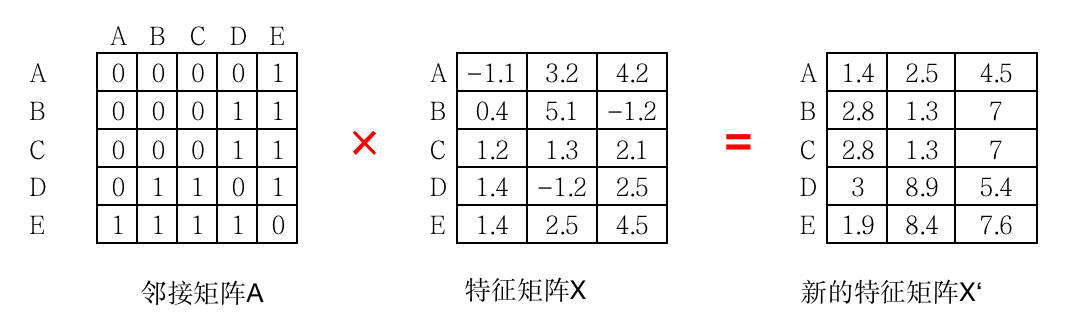 A B C D E
A 0 0 0 0 1 A -1.1 3.2 4.2 A 1.4 2.5 4.5
B 0 0 0 1 1 B 0.4 5.1 -1.2 B 2.8 1.3 7
C 0 0 0 1 1 × C 1.2 1.3 2.1 = C 2.8 1.3 7
D 0 1 1 0 1 D 1.4 -1.2 2.5 D 3 8.9 5.4
E 1 1 1 1 0 E 1.4 2.5 4.5 E 1.9 8.4 7.6
邻接矩阵A 特征矩阵X 新的特征矩阵X‘